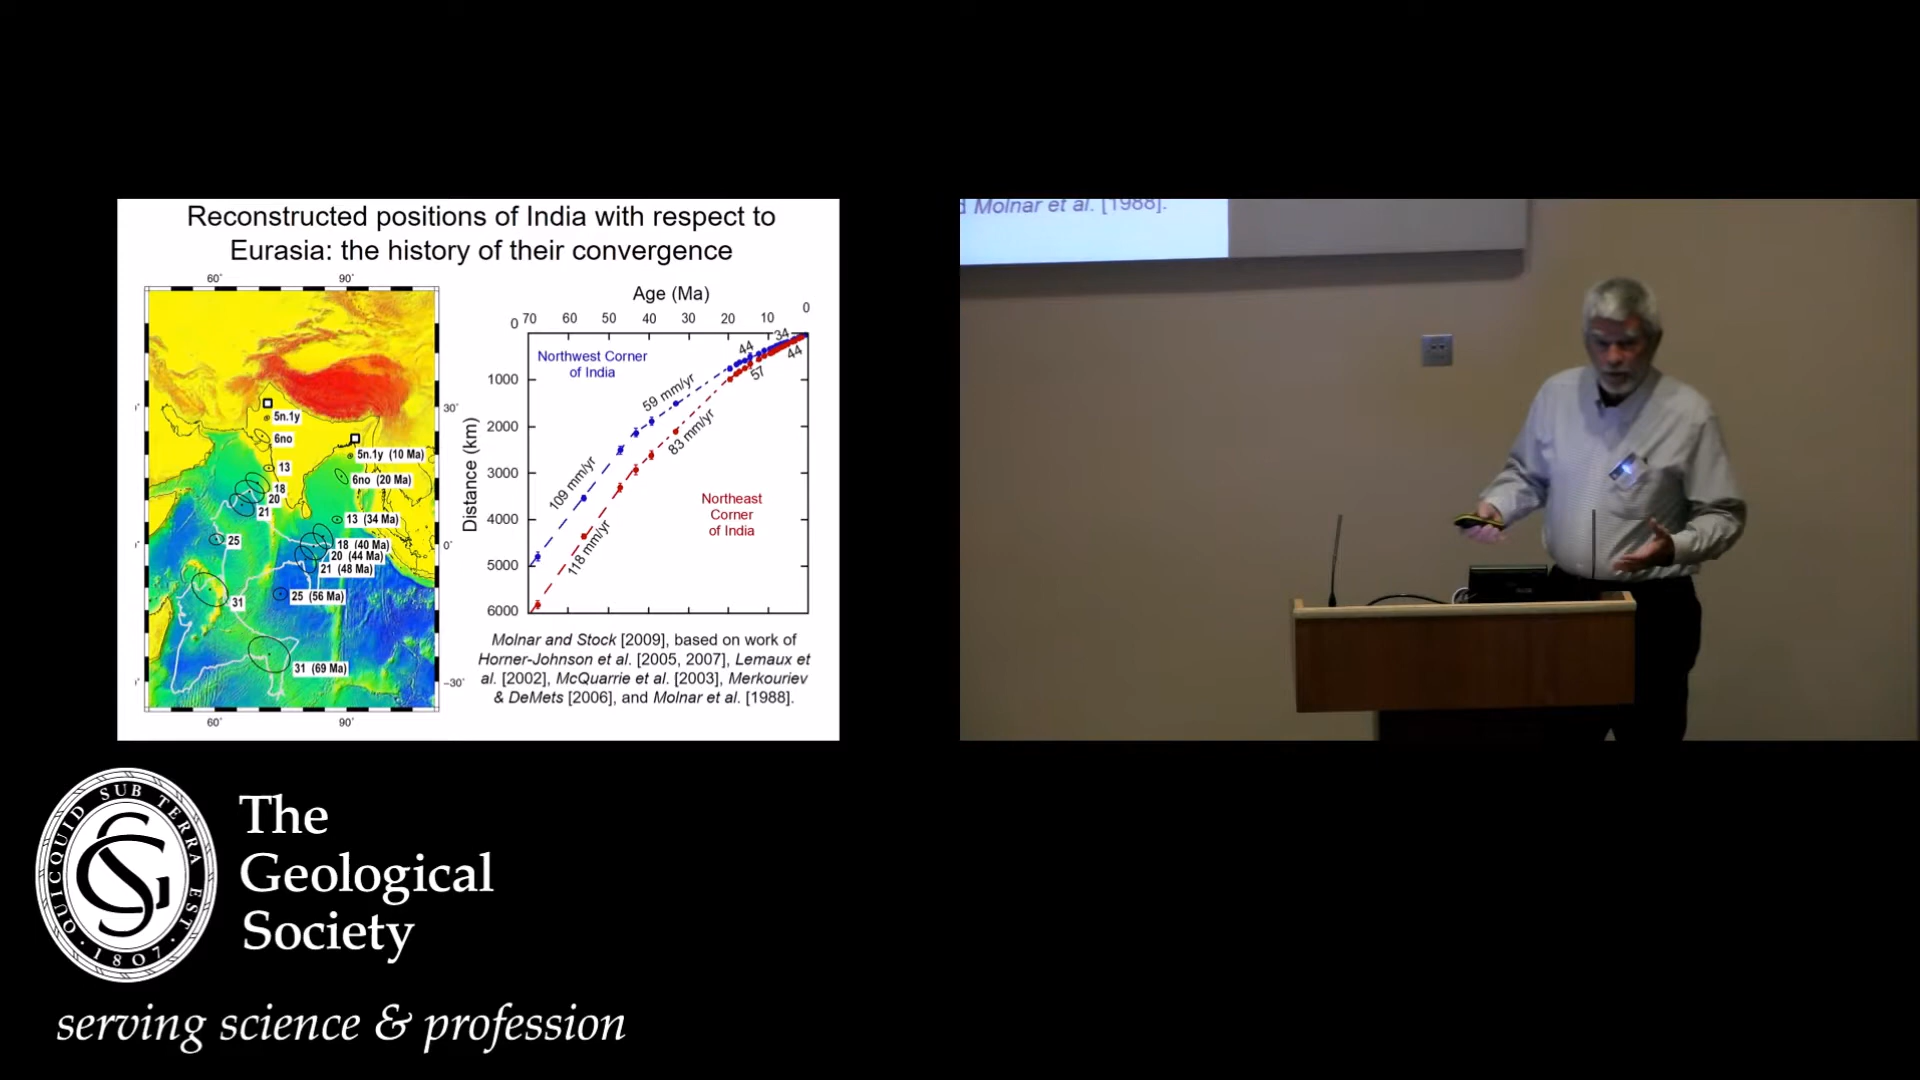 Reconstructed positions of India with respect to
Eurasia: the history of their convergence
60˚
90˚
5n.1y
6no
13
18
20
21
25
31
5n.1y (10 Ma)
6no (20 Ma)
13 (34 Ma)
18 (40 Ma)
20 (44 Ma)
21 (48 Ma)
25 (56 Ma)
31 (69 Ma)
30˚
0˚
−30˚
60˚
90˚
Age (Ma)
70 60 50 40 30 20 10 0
Distance (km)
0
1000
2000
3000
4000
5000
6000
Northwest Corner
of India
109 mm/yr
59 mm/yr
44
34
118 mm/yr
83 mm/yr
57
44
Northeast
Corner
of India
Molnar and Stock [2009], based on work of
Horner-Johnson et al. [2005, 2007], Lemaux et
al. [2002], McQuarrie et al. [2003], Merkouriev
& DeMets [2006], and Molnar et al. [1988].
d Molnar et al. [1988].
QUICQUID SUB TERRA EST
· 1807 ·
GS
The
Geological
Society
serving science & profession